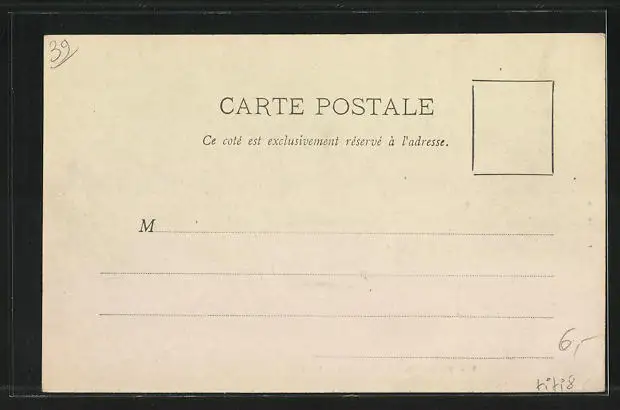 39
CARTE POSTALE
Ce coté est exclusivement réservé à l'adresse.
M
6,-